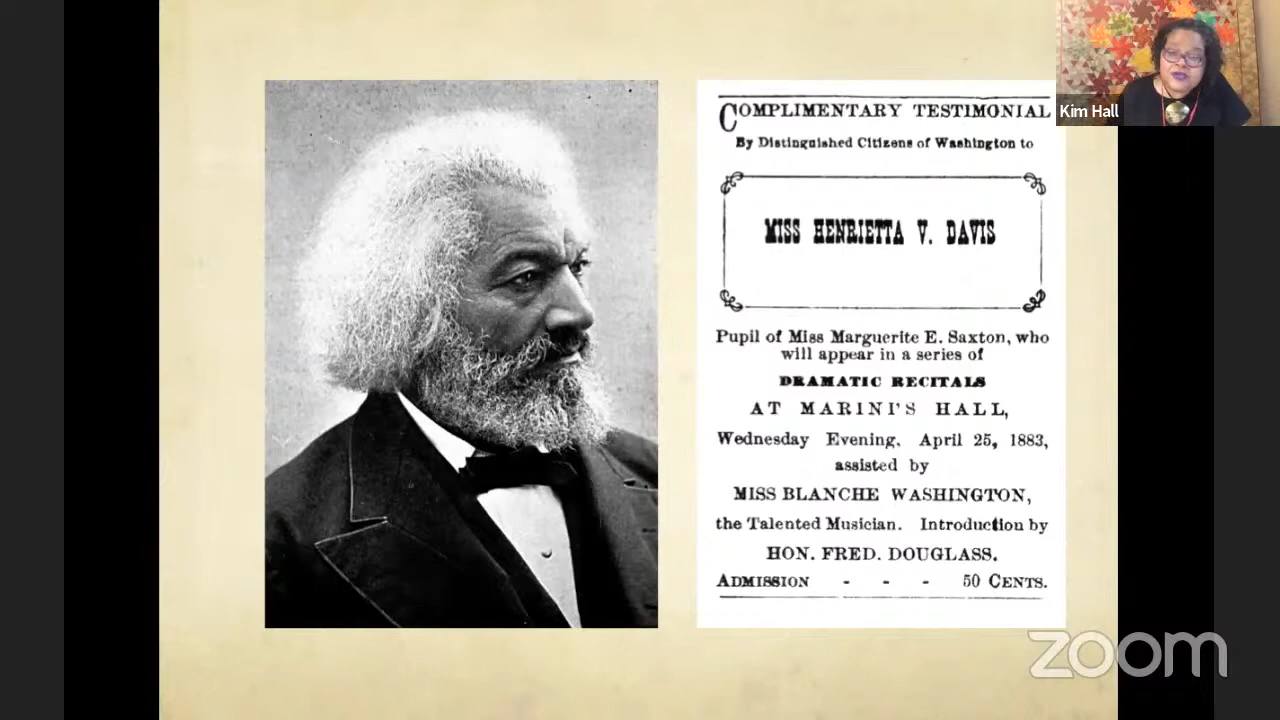 COMPLIMENTARY TESTIMONIAL
By Distinguished Citizens of Washington to
MISS HENRIETTA V. DAVIS
Pupil of Miss Marguerite E. Saxton, who
will appear in a series of
DRAMATIC RECITALS
AT MARINI'S HALL,
Wednesday Evening, April 25, 1883,
assisted by
MISS BLANCHE WASHINGTON,
the Talented Musician. Introduction by
HON. FRED. DOUGLASS.
ADMISSION - - - 50 CENTS.
Kim Hall
zoom